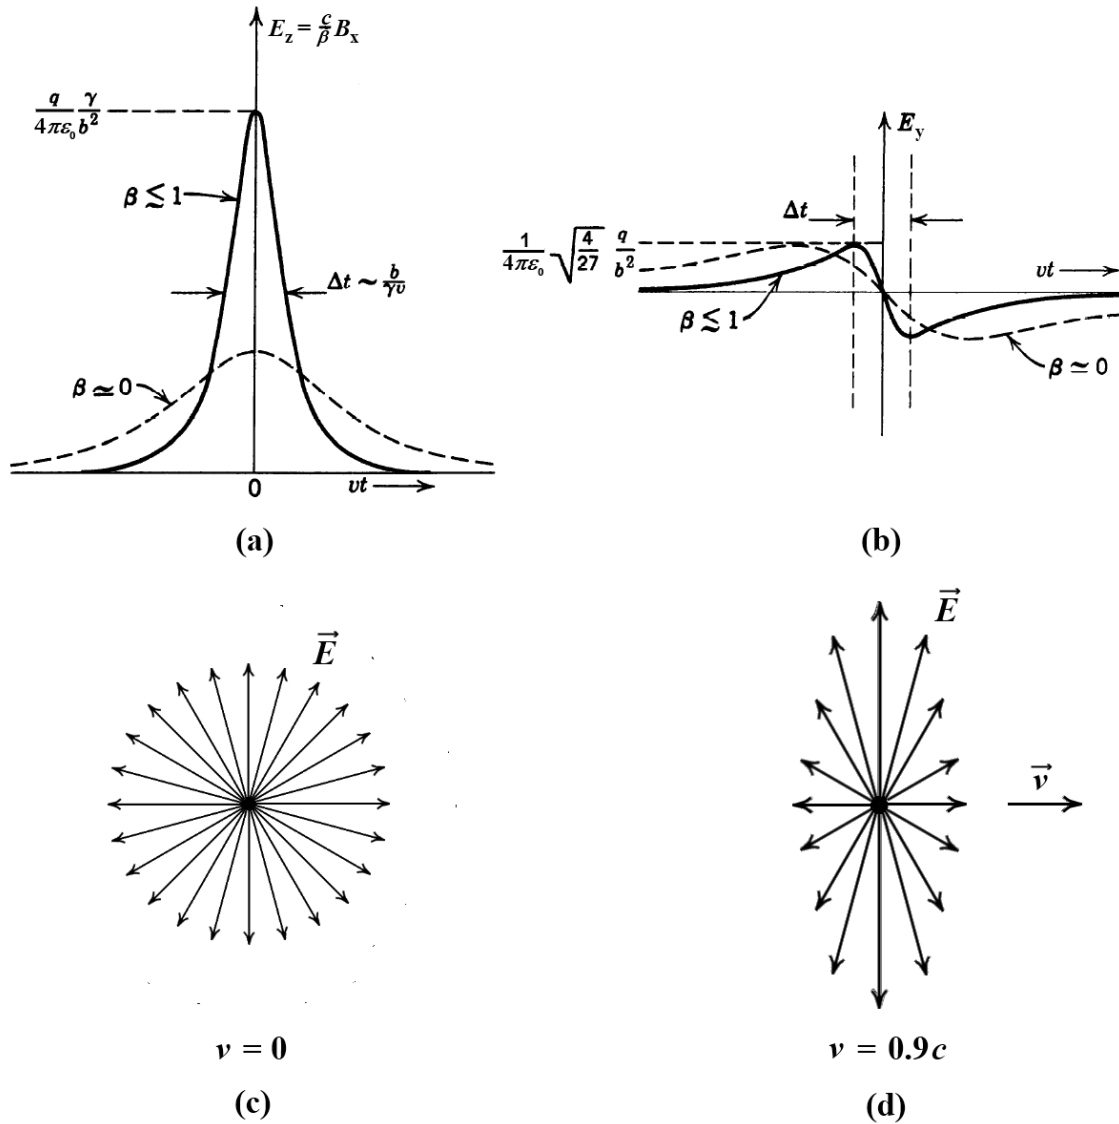 E_z = c/β B_x
q/4πε₀ γ/b²
β ≲ 1
Δt ~ b/γv
β ≃ 0
0
vt
(a)
E_y
Δt
1/4πε₀ √(4/27) q/b²
vt
β ≲ 1
β ≃ 0
(b)
E⃗
v = 0
(c)
E⃗
v⃗
v = 0.9c
(d)